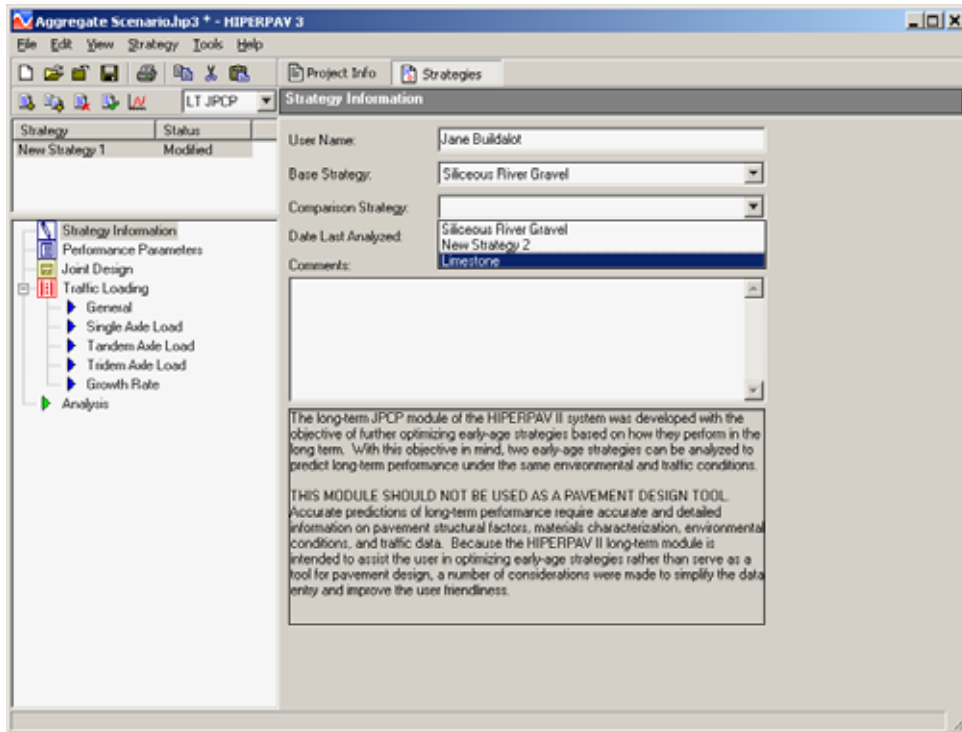 Aggregate Scenario.hp3 * - HIPERPAV 3
File Edit View Strategy Tools Help
Project Info Strategies
LT JPCP
Strategy Information
Strategy Status
New Strategy 1 Modified
User Name: Jane Buildalot
Base Strategy: Siliceous River Gravel
Comparison Strategy:
Siliceous River Gravel
New Strategy 2
Limestone
Date Last Analyzed:
Comments:
Strategy Information
Performance Parameters
Joint Design
Traffic Loading
General
Single Axle Load
Tandem Axle Load
Tridem Axle Load
Growth Rate
Analysis
The long-term JPCP module of the HIPERPAV II system was developed with the
objective of further optimizing early-age strategies based on how they perform in the
long term. With this objective in mind, two early-age strategies can be analyzed to
predict long-term performance under the same environmental and traffic conditions.
THIS MODULE SHOULD NOT BE USED AS A PAVEMENT DESIGN TOOL.
Accurate predictions of long-term performance require accurate and detailed
information on pavement structural factors, materials characterization, environmental
conditions, and traffic data. Because the HIPERPAV II long-term module is
intended to assist the user in optimizing early-age strategies rather than serve as a
tool for pavement design, a number of considerations were made to simplify the data
entry and improve the user friendliness.